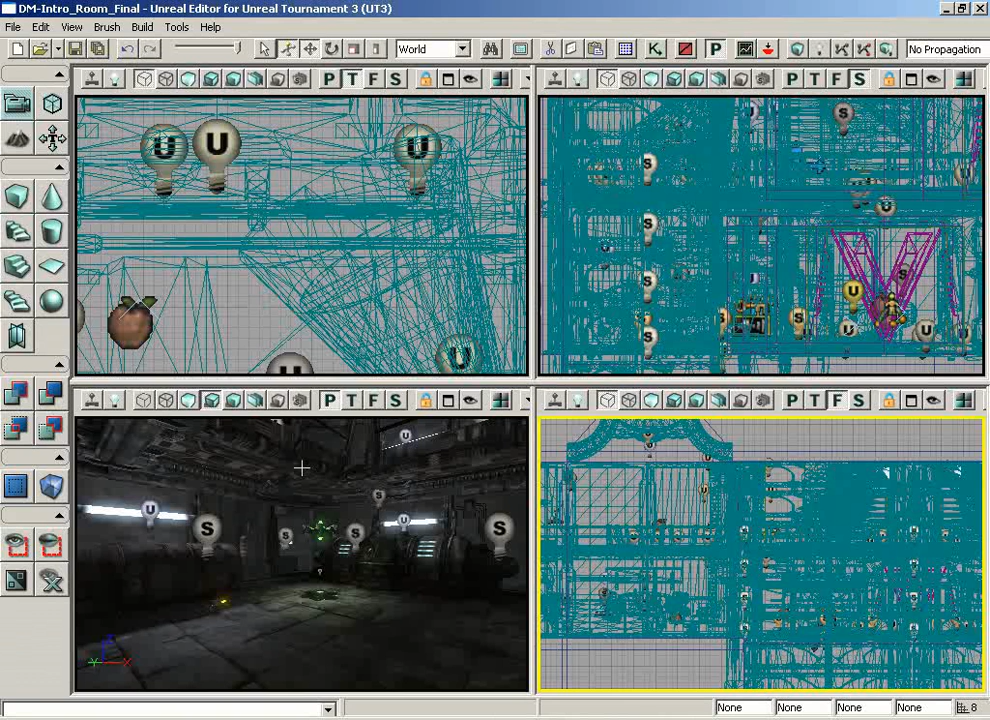 DM-Intro_Room_Final - Unreal Editor for Unreal Tournament 3 (UT3)
File Edit View Brush Build Tools Help
World
P
No Propagation
P T F S
P T F S
U U U
U
U
S
S
S
S
S
S
U
S
U
U
P T F S
P T F S
U
S
U
S
S
S
U
S
Y X
S
S
S
S
None None None None 8